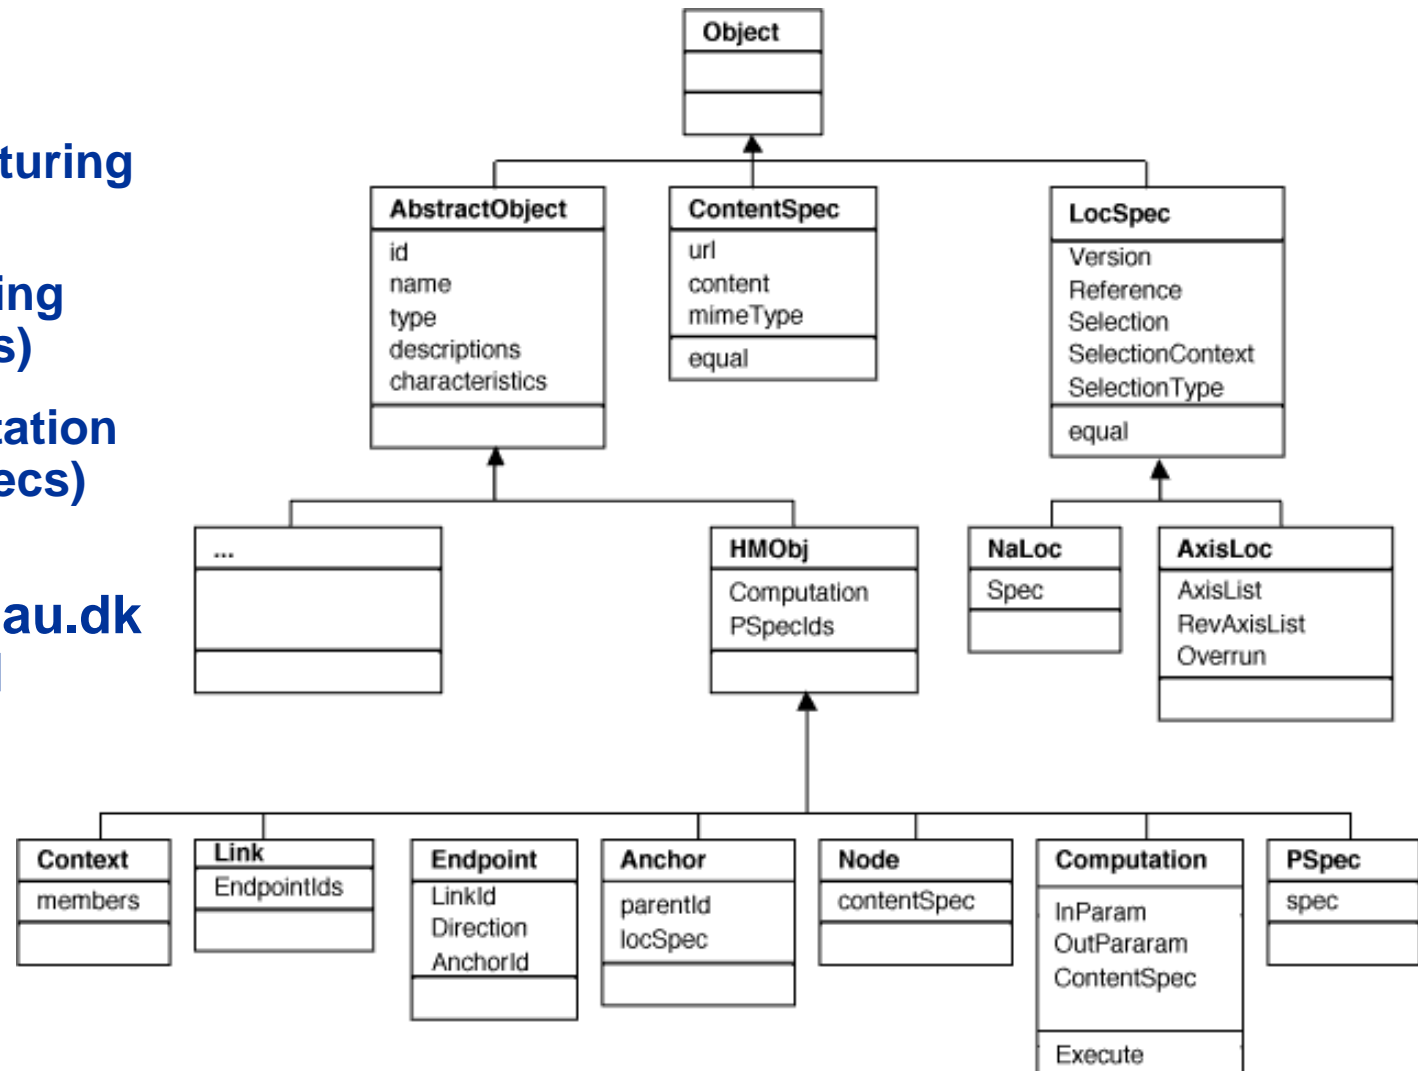 Object
turing
AbstractObject
id
name
type
descriptions
characteristics
ContentSpec
url
content
mimeType
equal
LocSpec
Version
Reference
Selection
SelectionContext
SelectionType
equal
ing
s)
tation
ecs)
au.dk
...
HMObj
Computation
PSpecIds
NaLoc
Spec
AxisLoc
AxisList
RevAxisList
Overrun
Context
members
Link
EndpointIds
Endpoint
LinkId
Direction
AnchorId
Anchor
parentId
locSpec
Node
contentSpec
Computation
InParam
OutPararam
ContentSpec
Execute
PSpec
spec